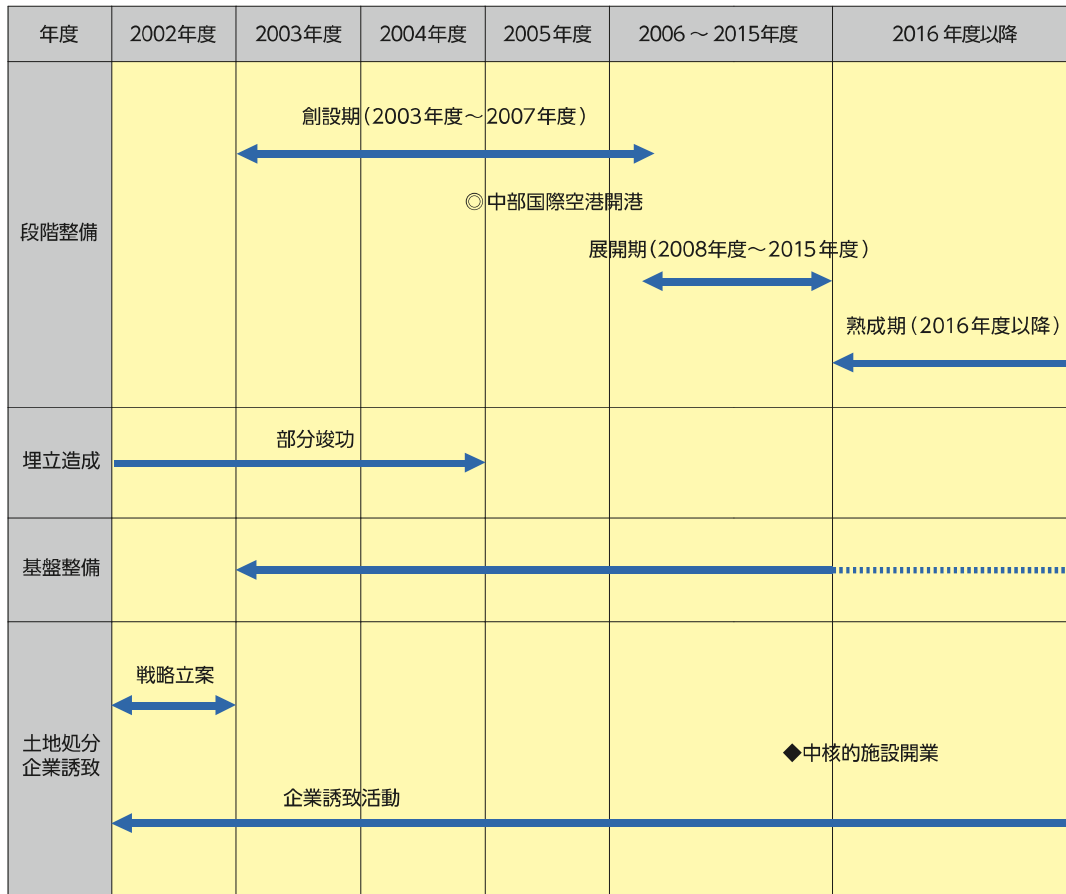 年度 2002年度 2003年度 2004年度 2005年度 2006～2015年度 2016年度以降
段階整備
創設期（2003年度～2007年度）
◎中部国際空港開港
展開期（2008年度～2015年度）
熟成期（2016年度以降）
埋立造成
部分竣功
基盤整備
土地処分
企業誘致
戦略立案
◆中核的施設開業
企業誘致活動